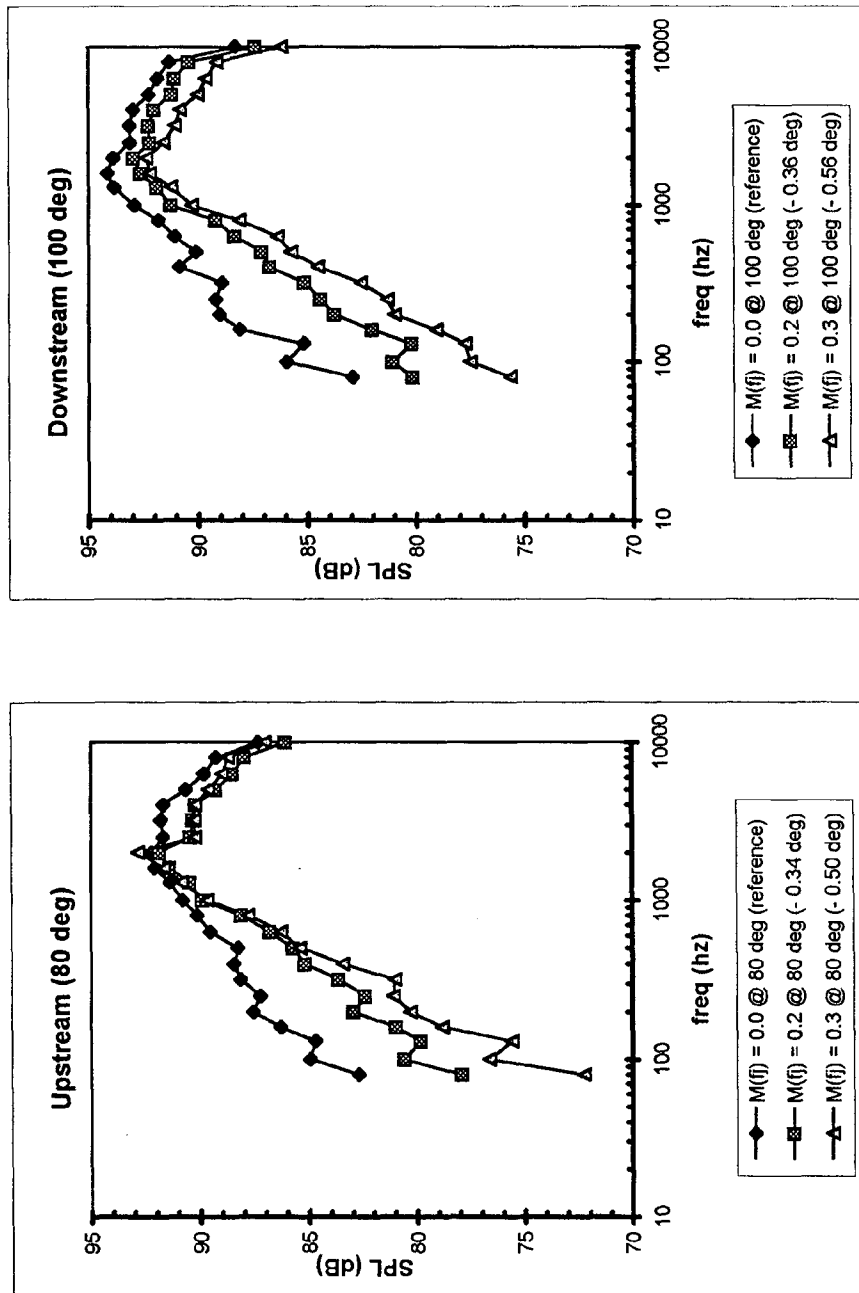 Upstream (80 deg)
95
90
85
80
75
70
SPL (dB)
10
100
1000
10000
freq (hz)
M(fj) = 0.0 @ 80 deg (reference)
M(fj) = 0.2 @ 80 deg (- 0.34 deg)
M(fj) = 0.3 @ 80 deg (- 0.50 deg)
Downstream (100 deg)
95
90
85
80
75
70
SPL (dB)
10
100
1000
10000
freq (hz)
M(fj) = 0.0 @ 100 deg (reference)
M(fj) = 0.2 @ 100 deg (- 0.36 deg)
M(fj) = 0.3 @ 100 deg (- 0.56 deg)